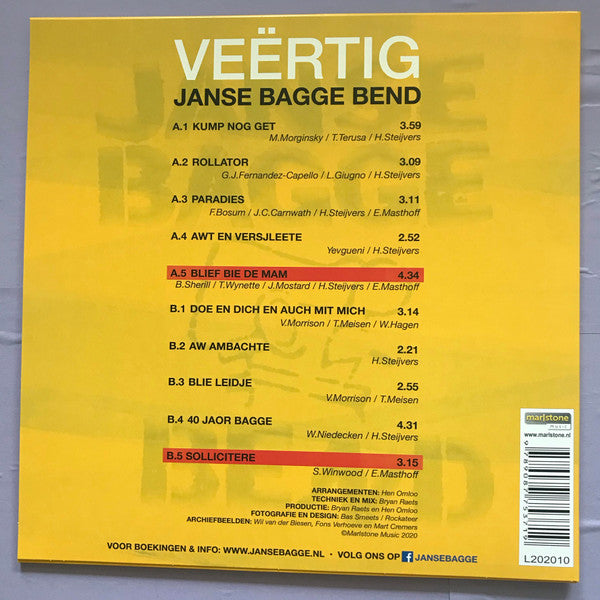 VEËRTIG
JANSE BAGGE BEND
A.1 KUMP NOG GET 3.59
M.Morginsky / T.Terusa / H.Steijvers
A.2 ROLLATOR 3.09
G.J.Fernandez-Capello / L.Giugno / H.Steijvers
A.3 PARADIES 3.11
F.Bosum / J.C.Carnwath / H.Steijvers / E.Masthoff
A.4 AWT EN VERSJLEETE 2.52
Yevgueni / H.Steijvers
A.5 BLIEF BIE DE MAM 4.34
B.Sherill / T.Wynette / J.Mostard / H.Steijvers / E.Masthoff
B.1 DOE EN DICH EN AUCH MIT MICH 3.14
V.Morrison / T.Meisen / W.Hagen
B.2 AW AMBACHTE 2.21
H.Steijvers
B.3 BLIE LEIDJE 2.55
V.Morrison / T.Meisen
B.4 40 JAOR BAGGE 4.31
W.Niedecken / H.Steijvers
B.5 SOLLICITERE 3.15
S.Winwood / E.Masthoff
ARRANGEMENTEN: Hen Omloo
TECHNIEK EN MIX: Bryan Raets
PRODUCTIE: Bryan Raets en Hen Omloo
FOTOGRAFIE EN DESIGN: Bas Smeets / Rockateer
ARCHIEFBEELDEN: Wil van der Biesen, Fons Verhoeve en Mart Cremers
©Marlstone Music 2020
VOOR BOEKINGEN & INFO: WWW.JANSEBAGGE.NL • VOLG ONS OP f JANSEBAGGE
marlstone
music
www.marlstone.nl
L202010
JANSE
BAGGE
BEND